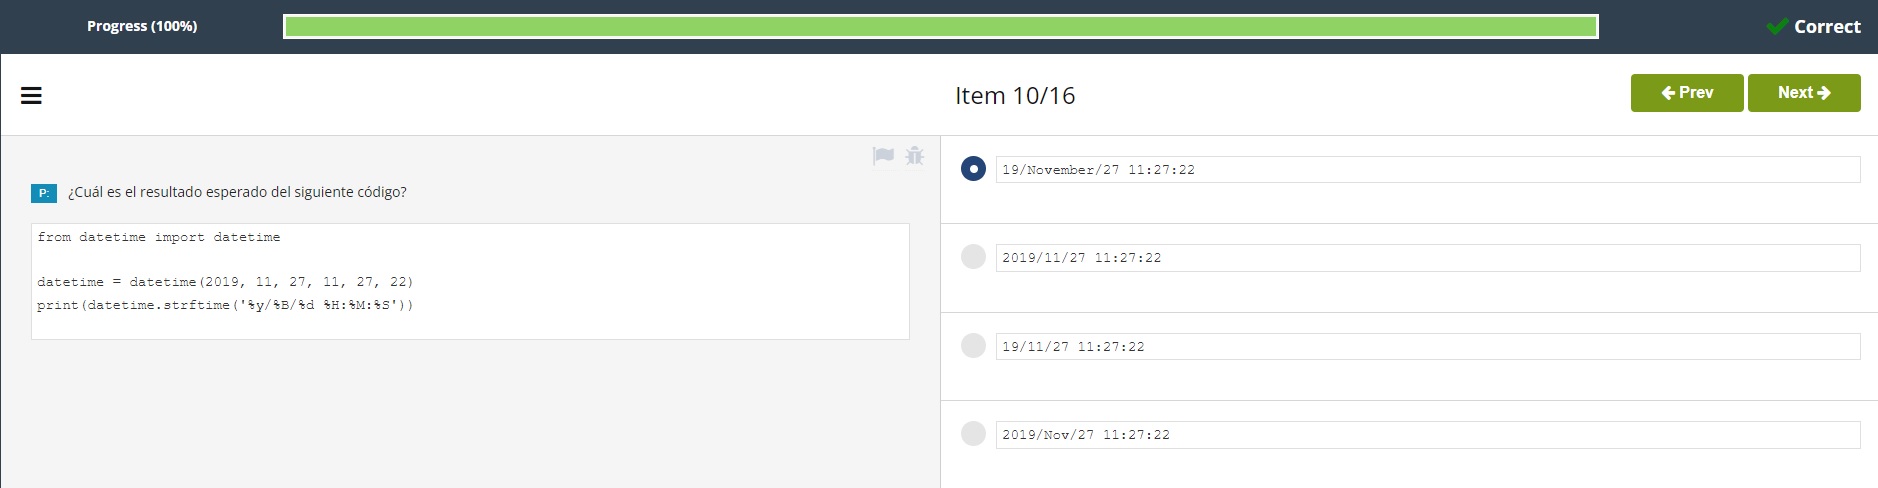 Progress (100%)
Correct
Item 10/16
Prev
Next
P:
¿Cuál es el resultado esperado del siguiente código?
from datetime import datetime
datetime = datetime(2019, 11, 27, 11, 27, 22)
print(datetime.strftime('%y/%B/%d %H:%M:%S'))
19/November/27 11:27:22
2019/11/27 11:27:22
19/11/27 11:27:22
2019/Nov/27 11:27:22